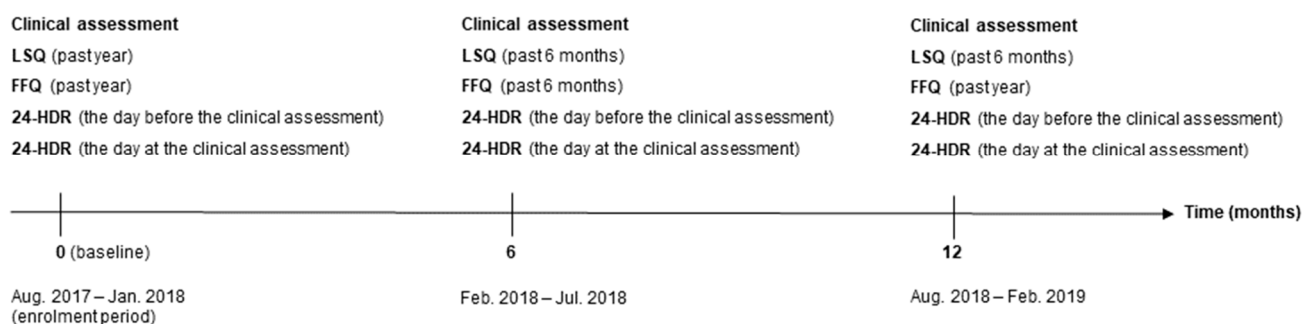 Clinical assessment
LSQ (past year)
FFQ (past year)
24-HDR (the day before the clinical assessment)
24-HDR (the day at the clinical assessment)
Clinical assessment
LSQ (past 6 months)
FFQ (past 6 months)
24-HDR (the day before the clinical assessment)
24-HDR (the day at the clinical assessment)
Clinical assessment
LSQ (past 6 months)
FFQ (past year)
24-HDR (the day before the clinical assessment)
24-HDR (the day at the clinical assessment)
Time (months)
0 (baseline)
6
12
Aug. 2017 – Jan. 2018
(enrolment period)
Feb. 2018 – Jul. 2018
Aug. 2018 – Feb. 2019